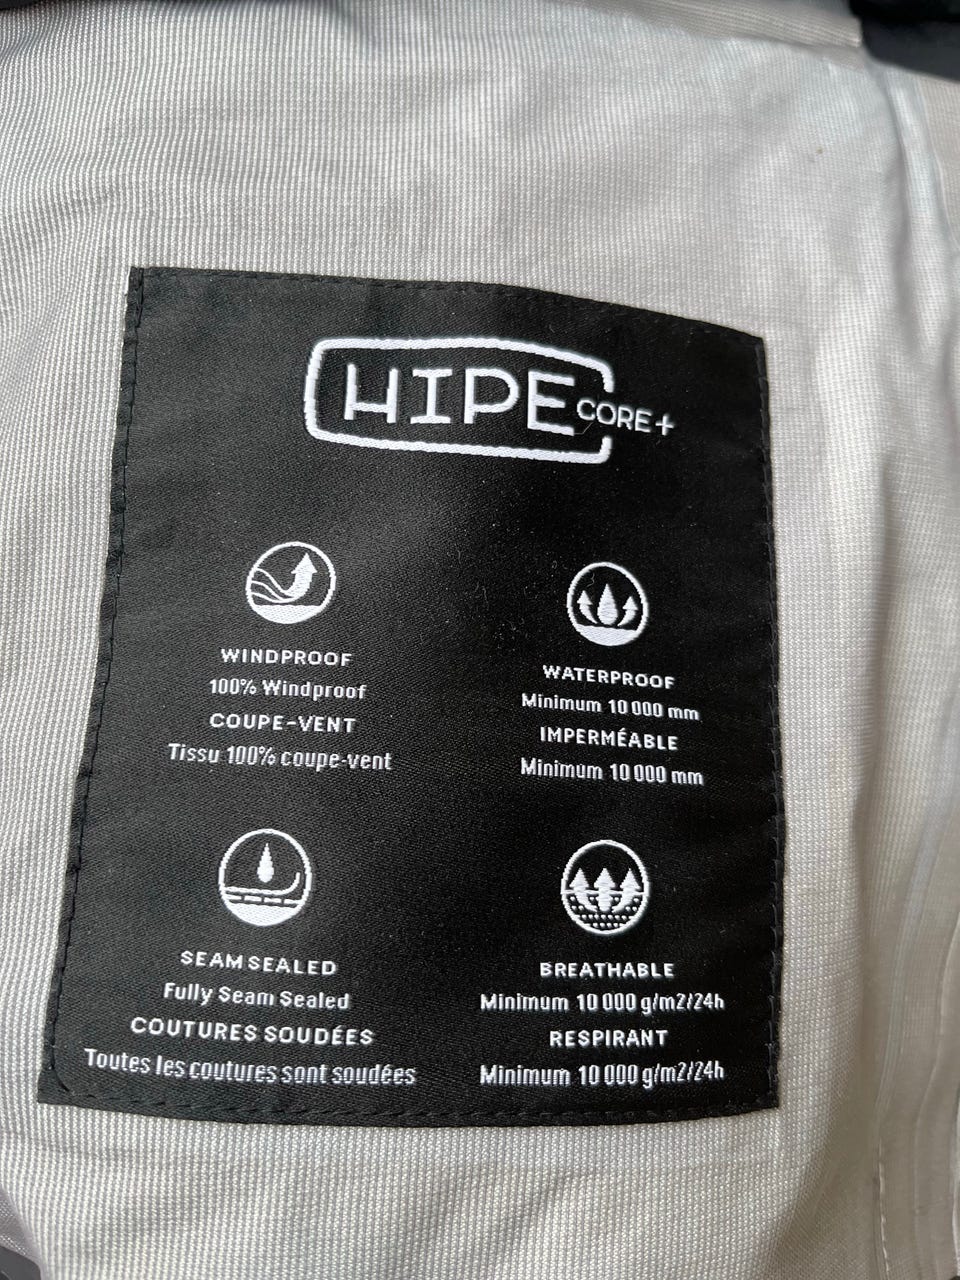 HIPE CORE+
WINDPROOF
100% Windproof
COUPE-VENT
Tissu 100% coupe-vent
WATERPROOF
Minimum 10 000 mm
IMPERMÉABLE
Minimum 10 000 mm
SEAM SEALED
Fully Seam Sealed
COUTURES SOUDÉES
Toutes les coutures sont soudées
BREATHABLE
Minimum 10 000 g/m2/24h
RESPIRANT
Minimum 10 000 g/m2/24h